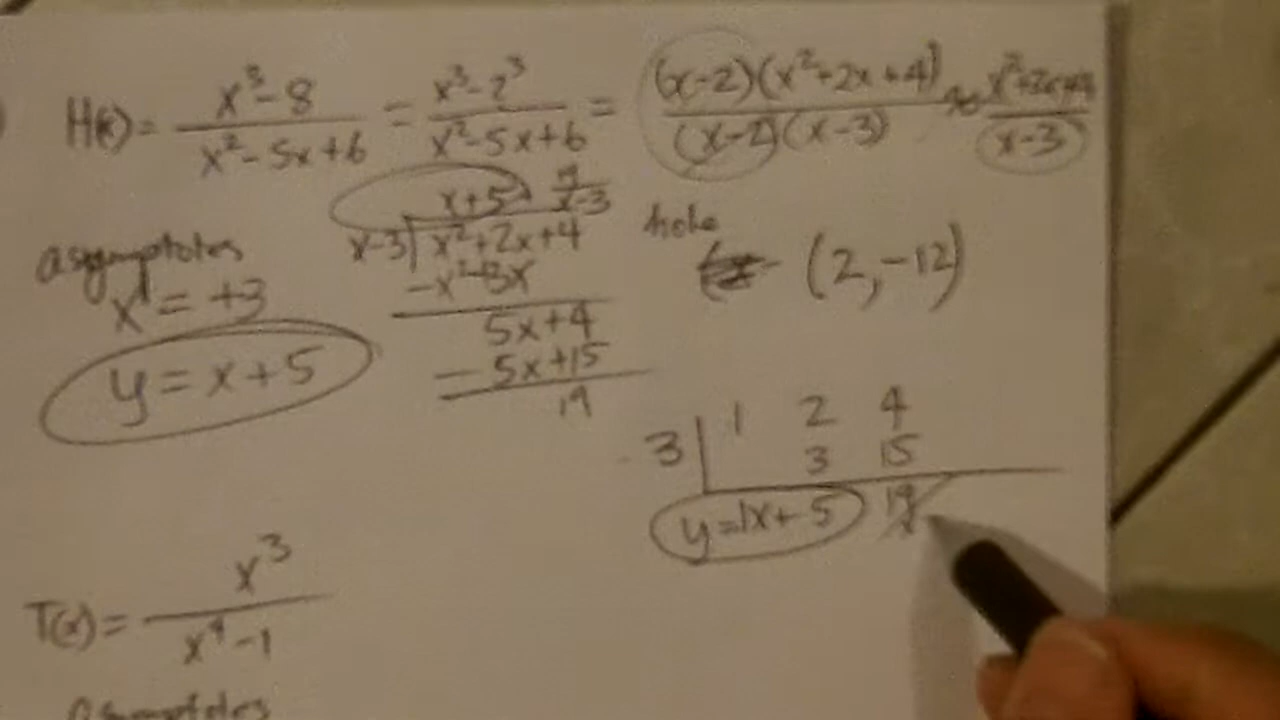 H(x) = x³-8 / x²-5x+6 = x³-2³ / x²-5x+6 = (x-2)(x²+2x+4) / (x-2)(x-3) x²+2x+4 / x-3
x+5 19 / x-3
x-3 x²+2x+4
-x²-3x
5x+4
- 5x+15
19
asymptotes
x = +3
y = x+5
hole
(2,-12)
3 | 1 2 4
3 15
y=1x+5 19
T(x) = x³ / x⁴-1
asymptotes